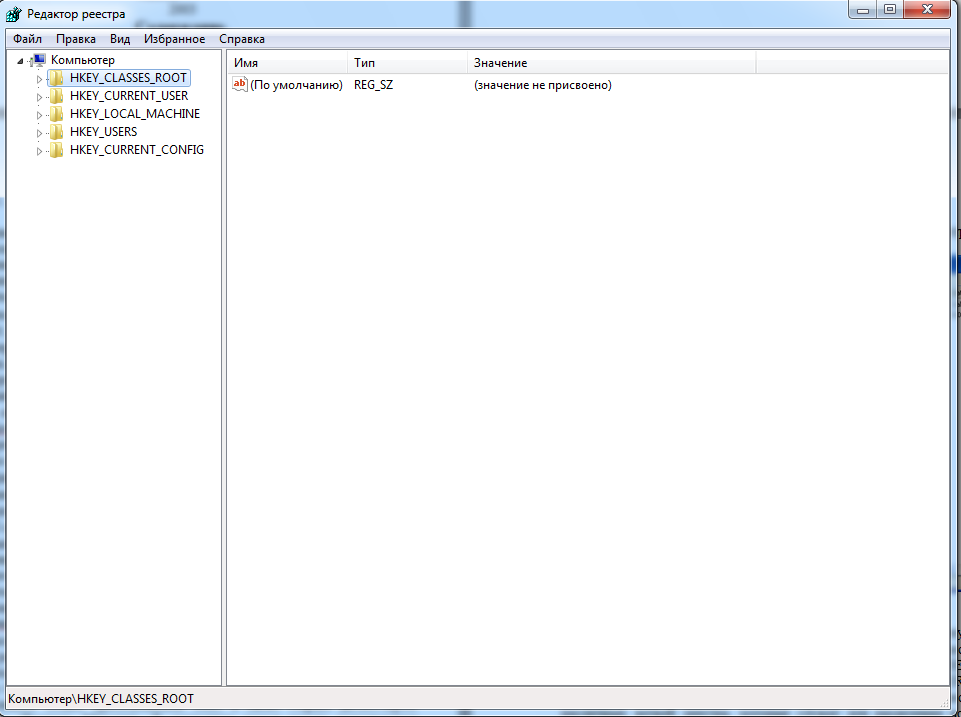 Редактор реестра
Файл Правка Вид Избранное Справка
Компьютер
HKEY_CLASSES_ROOT
HKEY_CURRENT_USER
HKEY_LOCAL_MACHINE
HKEY_USERS
HKEY_CURRENT_CONFIG
Имя Тип Значение
ab (По умолчанию) REG_SZ (значение не присвоено)
Компьютер\HKEY_CLASSES_ROOT